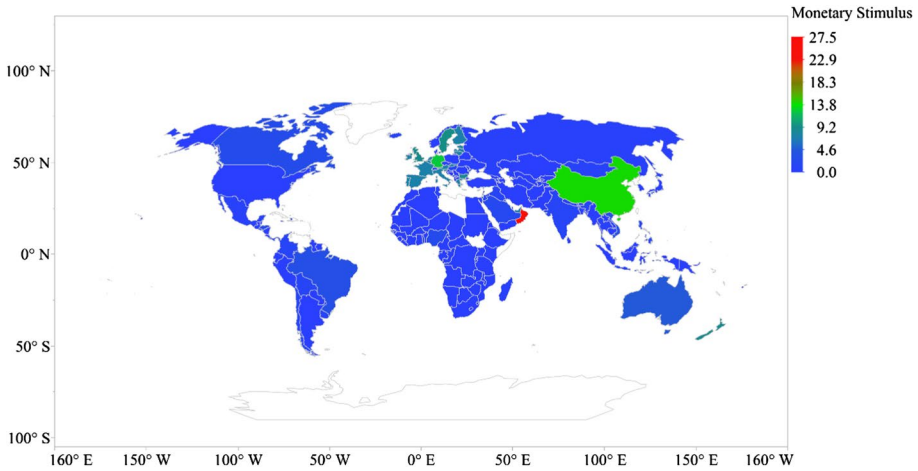 Monetary Stimulus
27.5
22.9
18.3
13.8
9.2
4.6
0.0
100° N
50° N
0° N
50° S
100° S
160° E
150° W
100° W
50° W
0° E
50° E
100° E
150° E
160° W